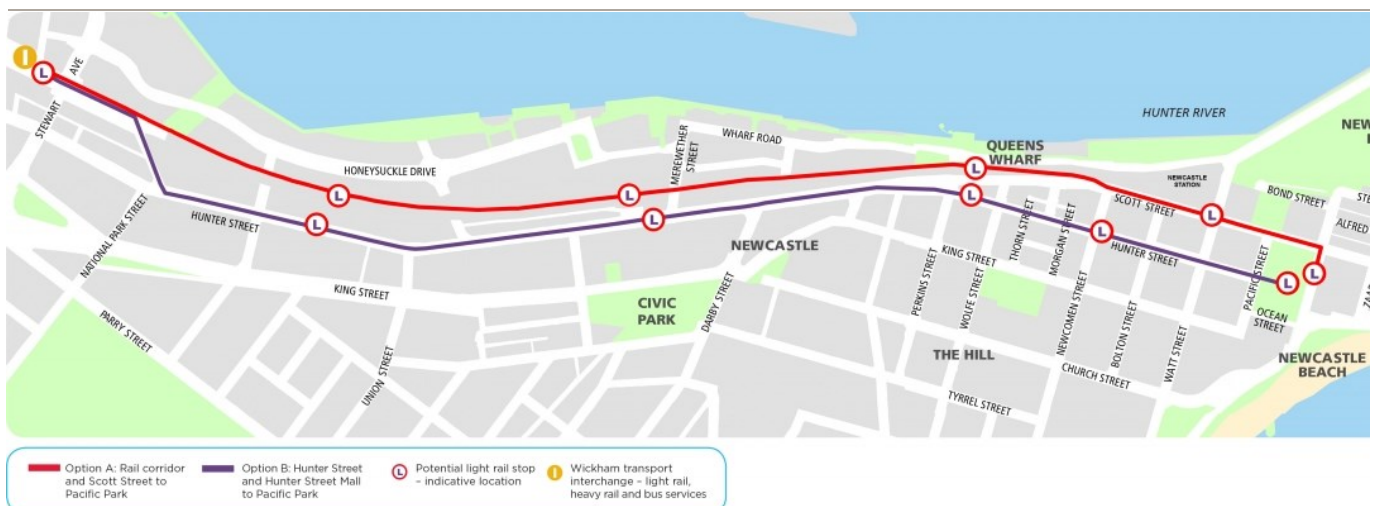 I
L
AVE
STEWART
HONEYSUCKLE DRIVE
L
HUNTER STREET
L
NATIONAL PARK STREET
KING STREET
PARRY STREET
UNION STREET
MEREWETHER
STREET
L
L
WHARF ROAD
NEWCASTLE
CIVIC
PARK
DARBY STREET
HUNTER RIVER
QUEENS
WHARF
L
L
KING STREET
PERKINS STREET
WOLFE STREET
THORN STREET
MORGAN STREET
L
NEWCOMEN STREET
BOLTON STREET
WATT STREET
THE HILL
CHURCH STREET
TYRREL STREET
NEWCASTLE
STATION
SCOTT STREET
L
HUNTER STREET
PACIFIC STREET
L
L
OCEAN
STREET
BOND STREET
ALFRED
STE
ZAAR
NEW
NEWCASTLE
BEACH
Option A: Rail corridor
and Scott Street to
Pacific Park
Option B: Hunter Street
and Hunter Street Mall
to Pacific Park
L
Potential light rail stop
– indicative location
I
Wickham transport
interchange – light rail,
heavy rail and bus services